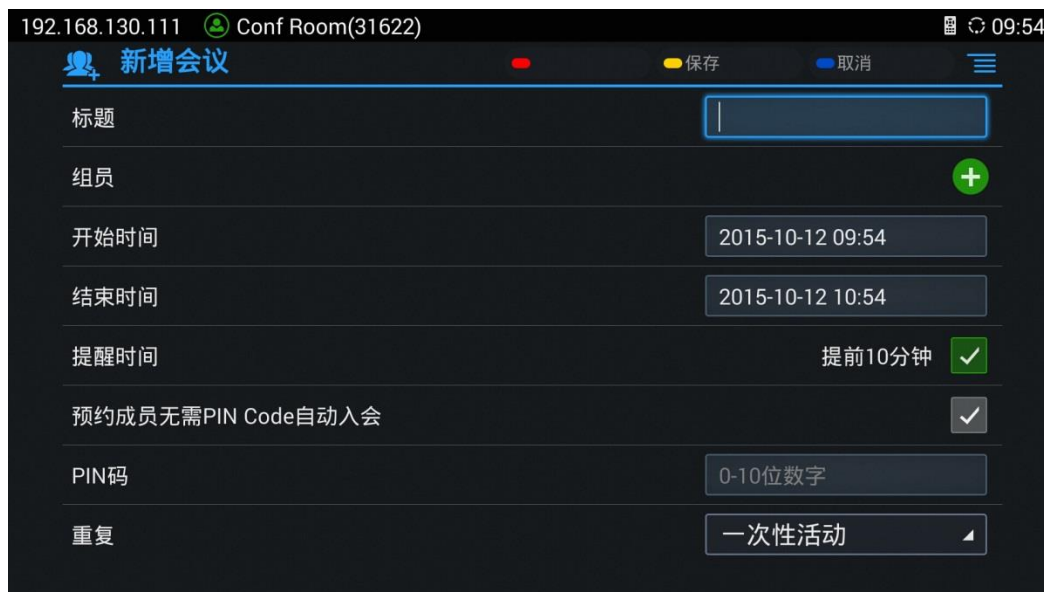 192.168.130.111 Conf Room(31622) 09:54
新增会议 保存 取消
标题
组员
开始时间 2015-10-12 09:54
结束时间 2015-10-12 10:54
提醒时间 提前10分钟
预约成员无需PIN Code自动入会
PIN码 0-10位数字
重复 一次性活动